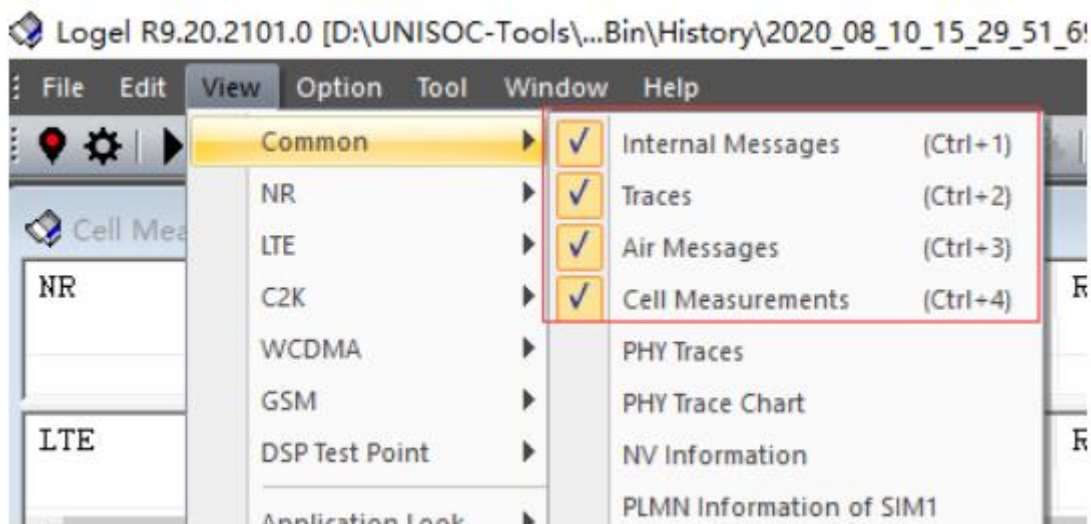 Logel R9.20.2101.0 [D:\UNISOC-Tools\...Bin\History\2020_08_10_15_29_51_6
File Edit View Option Tool Window Help
Common
NR
LTE
C2K
WCDMA
GSM
DSP Test Point
Application Look
Internal Messages (Ctrl+1)
Traces (Ctrl+2)
Air Messages (Ctrl+3)
Cell Measurements (Ctrl+4)
PHY Traces
PHY Trace Chart
NV Information
PLMN Information of SIM1
Cell Mea
NR
LTE